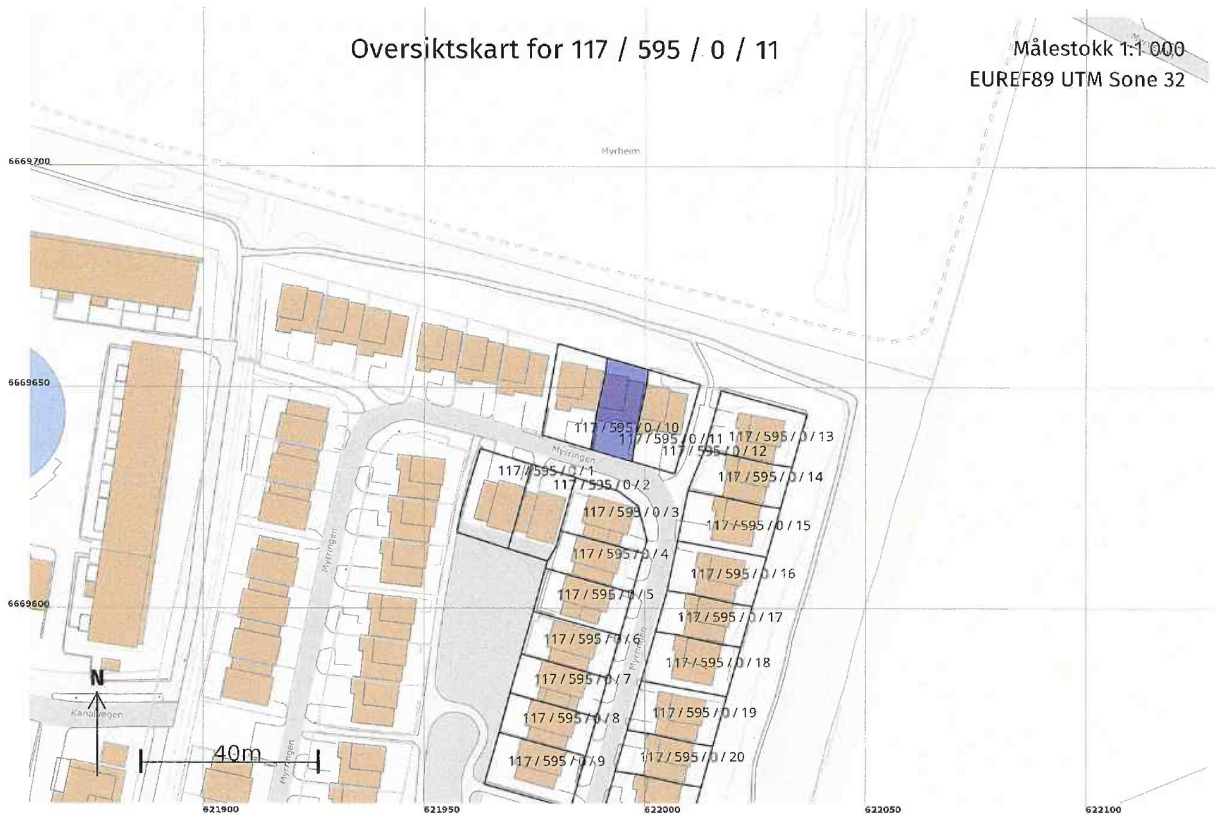 Oversiktskart for 117 / 595 / 0 / 11
Målestokk 1:1 000
EUREF89 UTM Sone 32
Myrheim
6669700
6669650
6669600
117 / 595 / 0 / 10
117 / 595 / 0 / 11
117 / 595 / 0 / 12
117 / 595 / 0 / 13
117 / 595 / 0 / 14
117 / 595 / 0 / 15
117 / 595 / 0 / 16
117 / 595 / 0 / 17
117 / 595 / 0 / 18
117 / 595 / 0 / 19
117 / 595 / 0 / 20
Myrringen
117 / 595 / 0 / 1
117 / 595 / 0 / 2
117 / 595 / 0 / 3
117 / 595 / 0 / 4
117 / 595 / 0 / 5
117 / 595 / 0 / 6
117 / 595 / 0 / 7
117 / 595 / 0 / 8
117 / 595 / 0 / 9
Myrringen
Myrringen
Myrringen
N
Kanalvegen
40m
621900
621950
622000
622050
622100